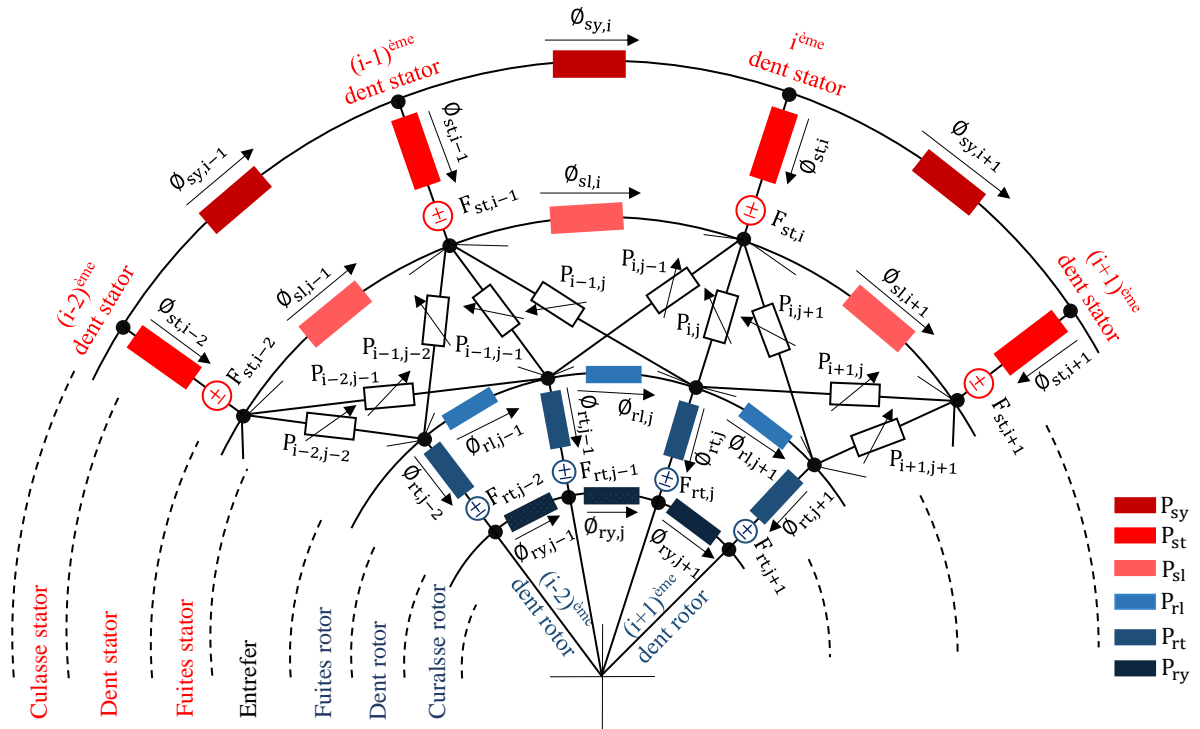 Ø_sy,i
(i-1)^ème
dent stator
i^ème
dent stator
Ø_sy,i−1
Ø_st,i−1
Ø_st,i
Ø_sy,i+1
Ø_sl,i
F_st,i−1
F_st,i
(i-2)^ème
dent stator
(i+1)^ème
dent stator
Ø_st,i−2
Ø_sl,i−1
P_i−1,j
P_i,j−1
Ø_sl,i+1
F_st,i−2
P_i−1,j−2
P_i−1,j−1
P_i,j
P_i,j+1
Ø_st,i+1
P_i−2,j−1
P_i+1,j
F_st,i+1
P_i−2,j−2
Ø_rl,j−1
Ø_rt,j−1
Ø_rl,j
Ø_rt,j
Ø_rl,j+1
P_i+1,j+1
Ø_rt,j−2
F_rt,j−2
F_rt,j−1
F_rt,j
Ø_rt,j+1
Ø_ry,j−1
Ø_ry,j
Ø_ry,j+1
F_rt,j+1
(i-2)^ème
dent rotor
(i+1)^ème
dent rotor
P_sy
P_st
P_sl
P_rl
P_rt
P_ry
Culasse stator
Dent stator
Fuites stator
Entrefer
Fuites rotor
Dent rotor
Curalsse rotor